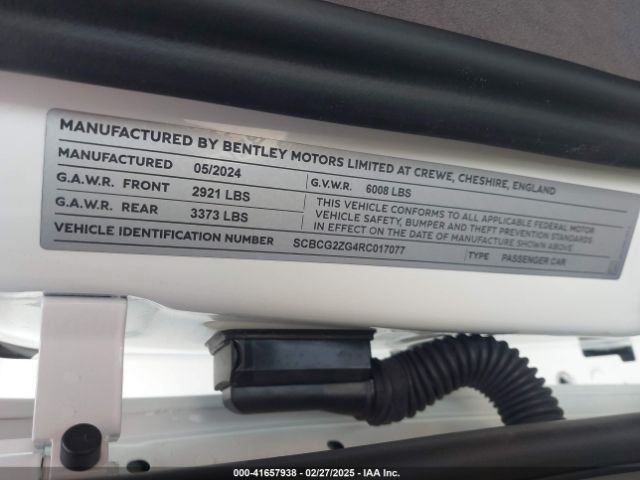 MANUFACTURED BY BENTLEY MOTORS LIMITED AT CREWE, CHESHIRE, ENGLAND
MANUFACTURED 05/2024
G.V.W.R. 6008 LBS
G.A.W.R. FRONT 2921 LBS
G.A.W.R. REAR 3373 LBS
THIS VEHICLE CONFORMS TO ALL APPLICABLE FEDERAL MOTOR
VEHICLE SAFETY, BUMPER AND THEFT PREVENTION STANDARDS
IN EFFECT ON THE DATE OF MANUFACTURE SHOWN ABOVE
VEHICLE IDENTIFICATION NUMBER SCBCG2ZG4RC017077
TYPE PASSENGER CAR
000-41657938 - 02/27/2025 - IAA Inc.